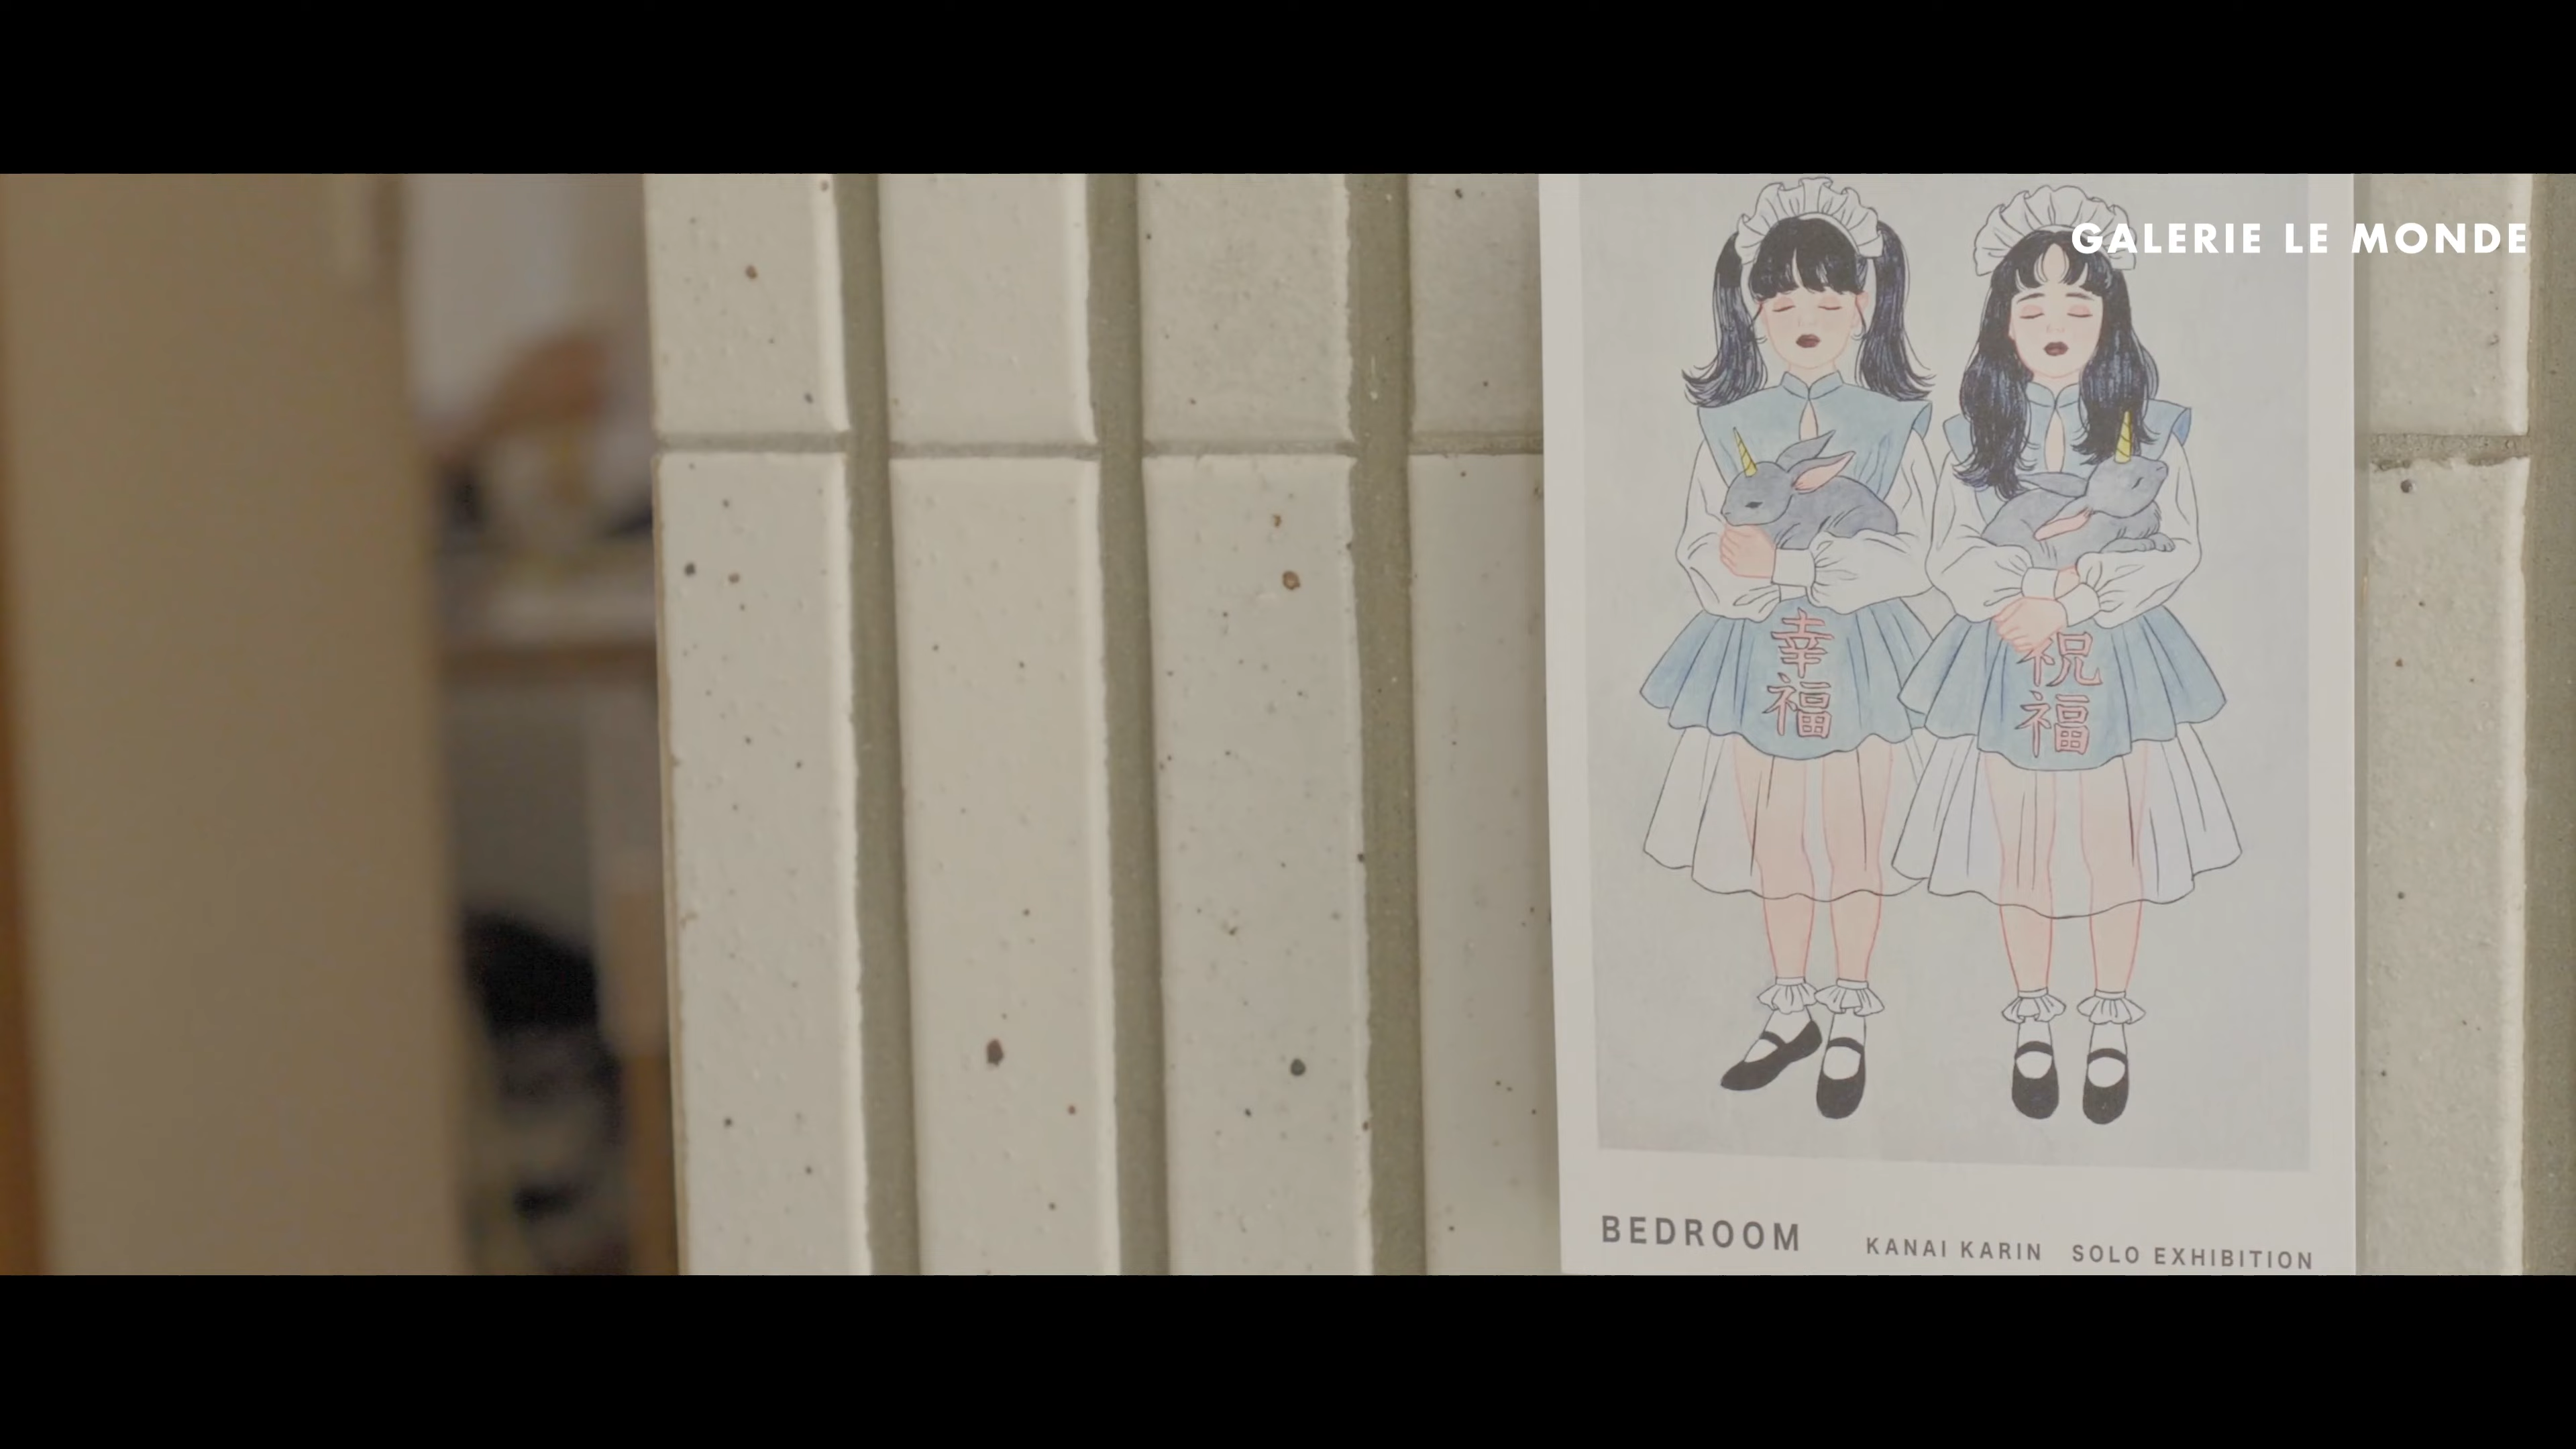 GALERIE LE MONDE
幸福
祝福
BEDROOM
KANAI KARIN SOLO EXHIBITION